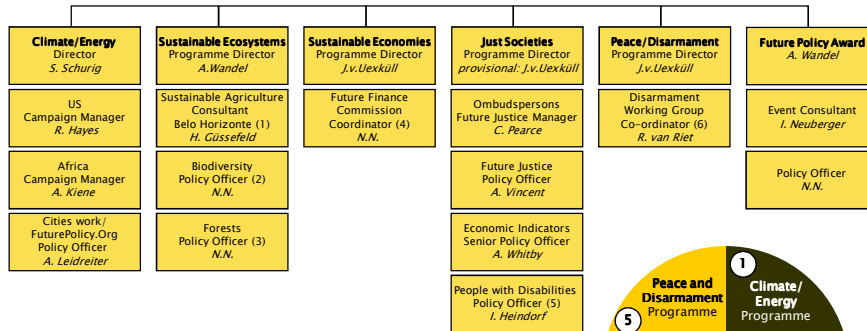 Climate/Energy
Director
S. Schurig
US
Campaign Manager
R. Hayes
Africa
Campaign Manager
A. Kiene
Cities work/
FuturePolicy.Org
Policy Officer
A. Leidreiter
Sustainable Ecosystems
Programme Director
A.Wandel
Sustainable Agriculture
Consultant
Belo Horizonte (1)
H. Güssefeld
Biodiversity
Policy Officer (2)
N.N.
Forests
Policy Officer (3)
N.N.
Sustainable Economies
Programme Director
J.v.Uexküll
Future Finance
Commission
Coordinator (4)
N.N.
Just Societies
Programme Director
provisional: J.v.Uexküll
Ombudspersons
Future Justice Manager
C. Pearce
Future Justice
Policy Officer
A. Vincent
Economic Indicators
Senior Policy Officer
A. Whitby
People with Disabilities
Policy Officer (5)
I. Heindorf
Peace/Disarmament
Programme Director
J.v.Uexküll
Disarmament
Working Group
Co-ordinator (6)
R. van Riet
Future Policy Award
A. Wandel
Event Consultant
I. Neuberger
Policy Officer
N.N.
5
Peace and
Disarmament
Programme
1
Climate/
Energy
Programme